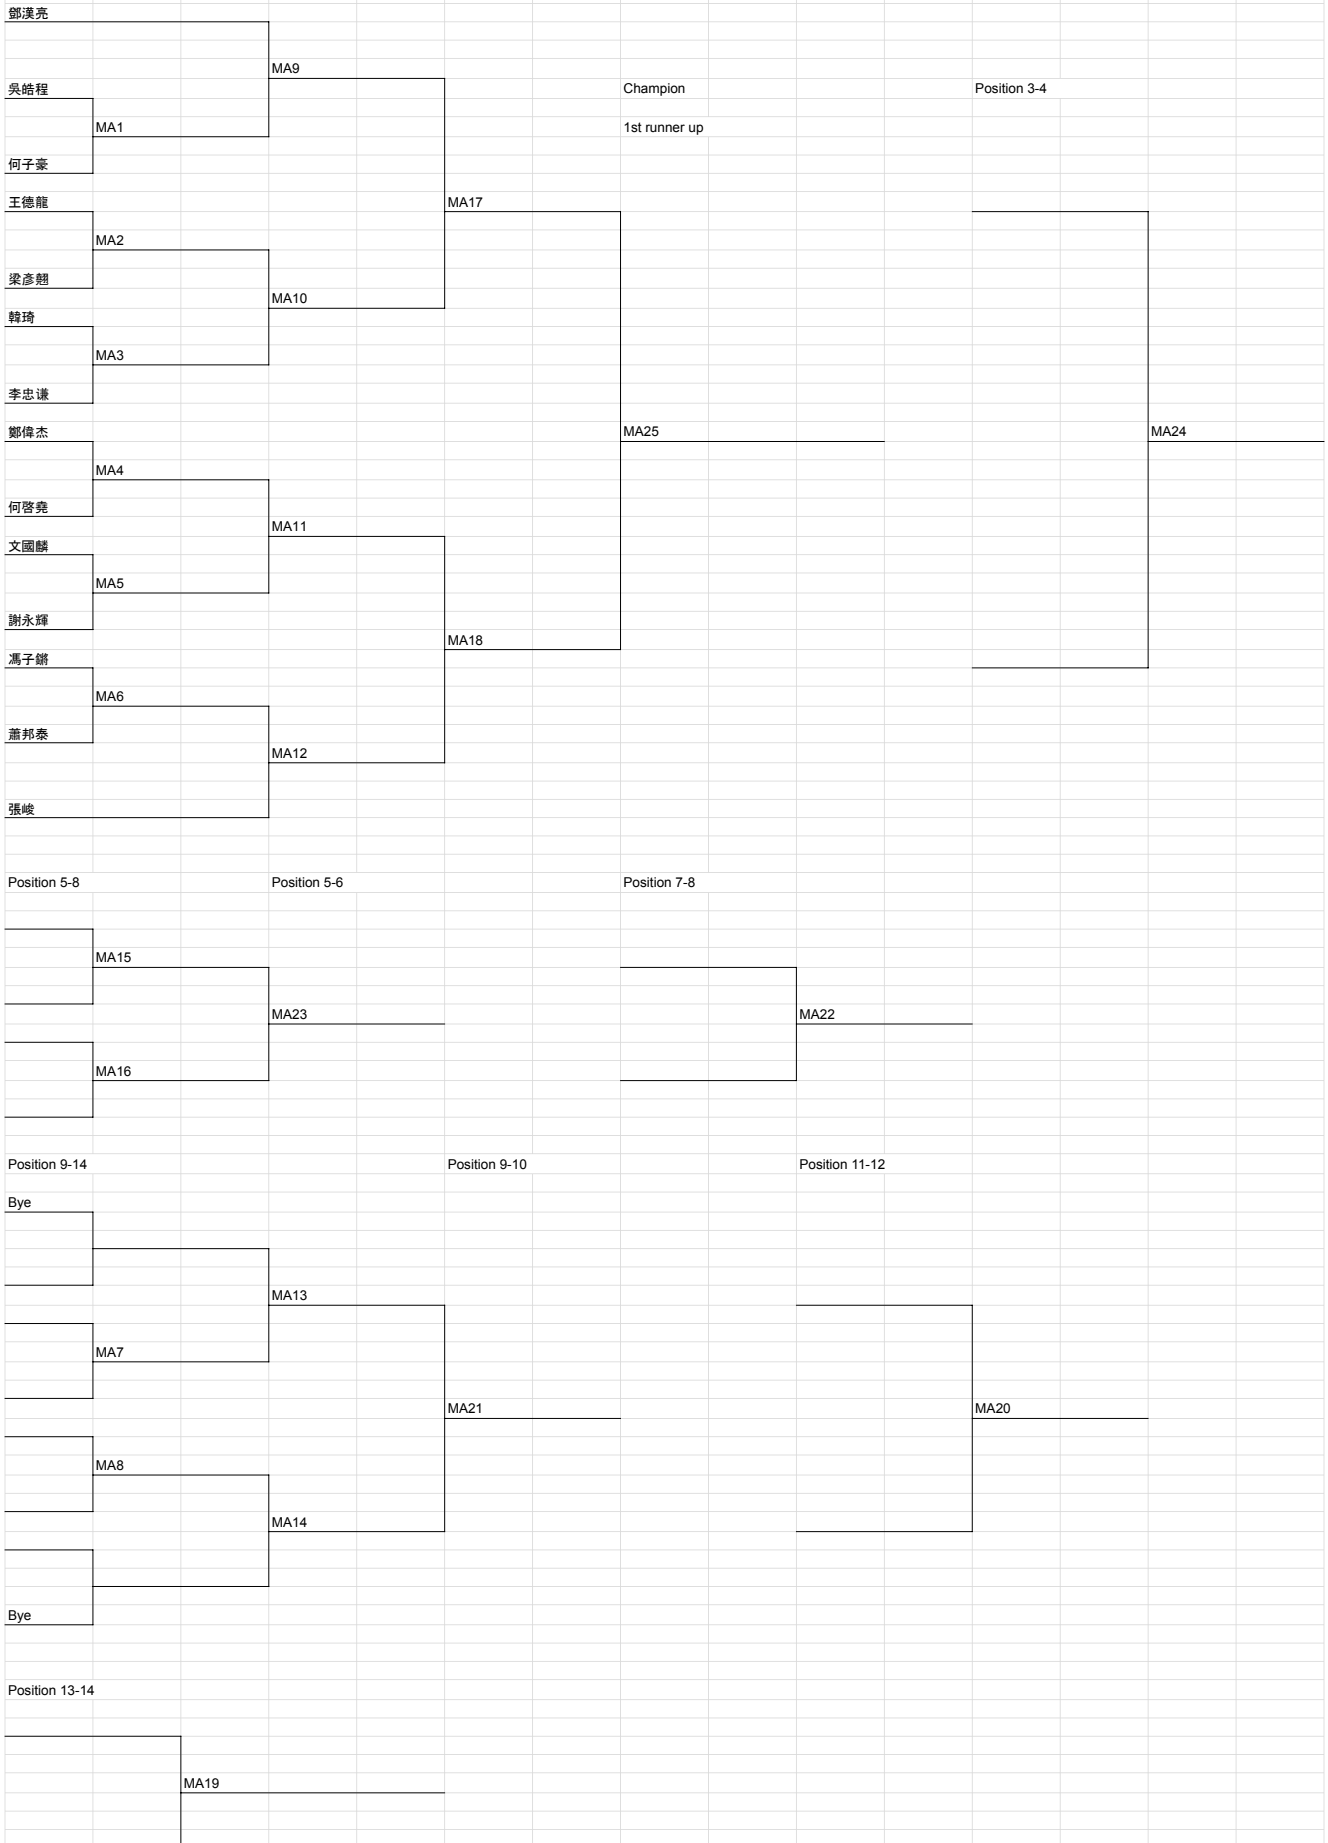 鄧漢亮
MA9
吳皓程
Champion
Position 3-4
MA1
1st runner up
何子豪
王德龍
MA17
MA2
梁彥翹
MA10
韓琦
MA3
李忠谦
鄭偉杰
MA25
MA24
MA4
何啓堯
MA11
文國麟
MA5
謝永輝
MA18
馮子鏘
MA6
蕭邦泰
MA12
張峻
Position 5-8
Position 5-6
Position 7-8
MA15
MA23
MA22
MA16
Position 9-14
Position 9-10
Position 11-12
Bye
MA13
MA7
MA21
MA20
MA8
MA14
Bye
Position 13-14
MA19